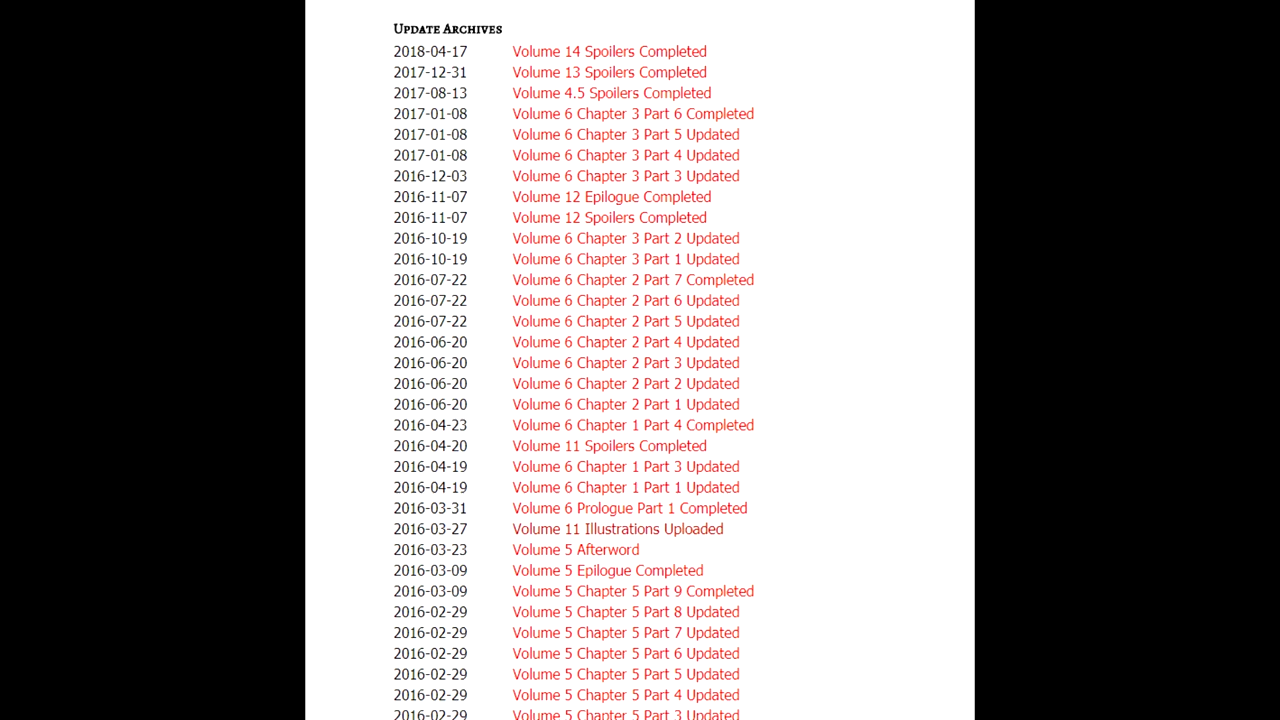 Update Archives
2018-04-17 Volume 14 Spoilers Completed
2017-12-31 Volume 13 Spoilers Completed
2017-08-13 Volume 4.5 Spoilers Completed
2017-01-08 Volume 6 Chapter 3 Part 6 Completed
2017-01-08 Volume 6 Chapter 3 Part 5 Updated
2017-01-08 Volume 6 Chapter 3 Part 4 Updated
2016-12-03 Volume 6 Chapter 3 Part 3 Updated
2016-11-07 Volume 12 Epilogue Completed
2016-11-07 Volume 12 Spoilers Completed
2016-10-19 Volume 6 Chapter 3 Part 2 Updated
2016-10-19 Volume 6 Chapter 3 Part 1 Updated
2016-07-22 Volume 6 Chapter 2 Part 7 Completed
2016-07-22 Volume 6 Chapter 2 Part 6 Updated
2016-07-22 Volume 6 Chapter 2 Part 5 Updated
2016-06-20 Volume 6 Chapter 2 Part 4 Updated
2016-06-20 Volume 6 Chapter 2 Part 3 Updated
2016-06-20 Volume 6 Chapter 2 Part 2 Updated
2016-06-20 Volume 6 Chapter 2 Part 1 Updated
2016-04-23 Volume 6 Chapter 1 Part 4 Completed
2016-04-20 Volume 11 Spoilers Completed
2016-04-19 Volume 6 Chapter 1 Part 3 Updated
2016-04-19 Volume 6 Chapter 1 Part 1 Updated
2016-03-31 Volume 6 Prologue Part 1 Completed
2016-03-27 Volume 11 Illustrations Uploaded
2016-03-23 Volume 5 Afterword
2016-03-09 Volume 5 Epilogue Completed
2016-03-09 Volume 5 Chapter 5 Part 9 Completed
2016-02-29 Volume 5 Chapter 5 Part 8 Updated
2016-02-29 Volume 5 Chapter 5 Part 7 Updated
2016-02-29 Volume 5 Chapter 5 Part 6 Updated
2016-02-29 Volume 5 Chapter 5 Part 5 Updated
2016-02-29 Volume 5 Chapter 5 Part 4 Updated
2016-02-29 Volume 5 Chapter 5 Part 3 Updated